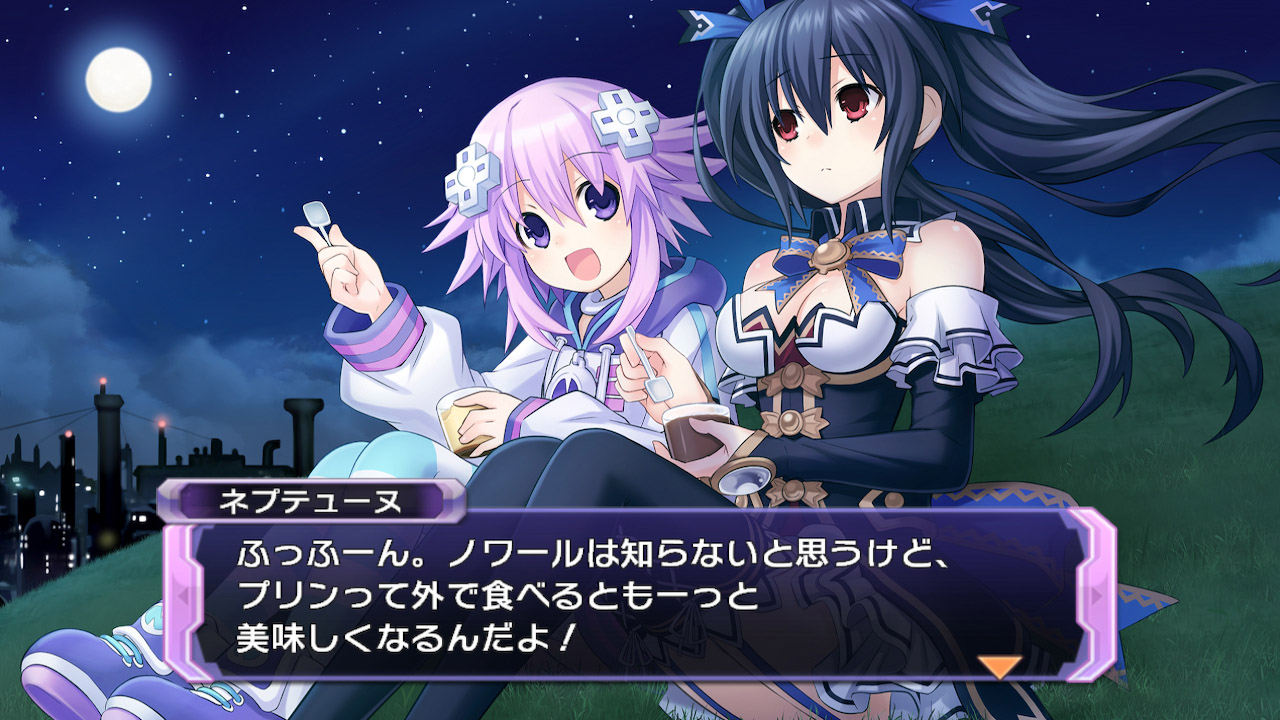 ネプテューヌ
ふっふーん。ノワールは知らないと思うけど、
プリンって外で食べるともーっと
美味しくなるんだよ！